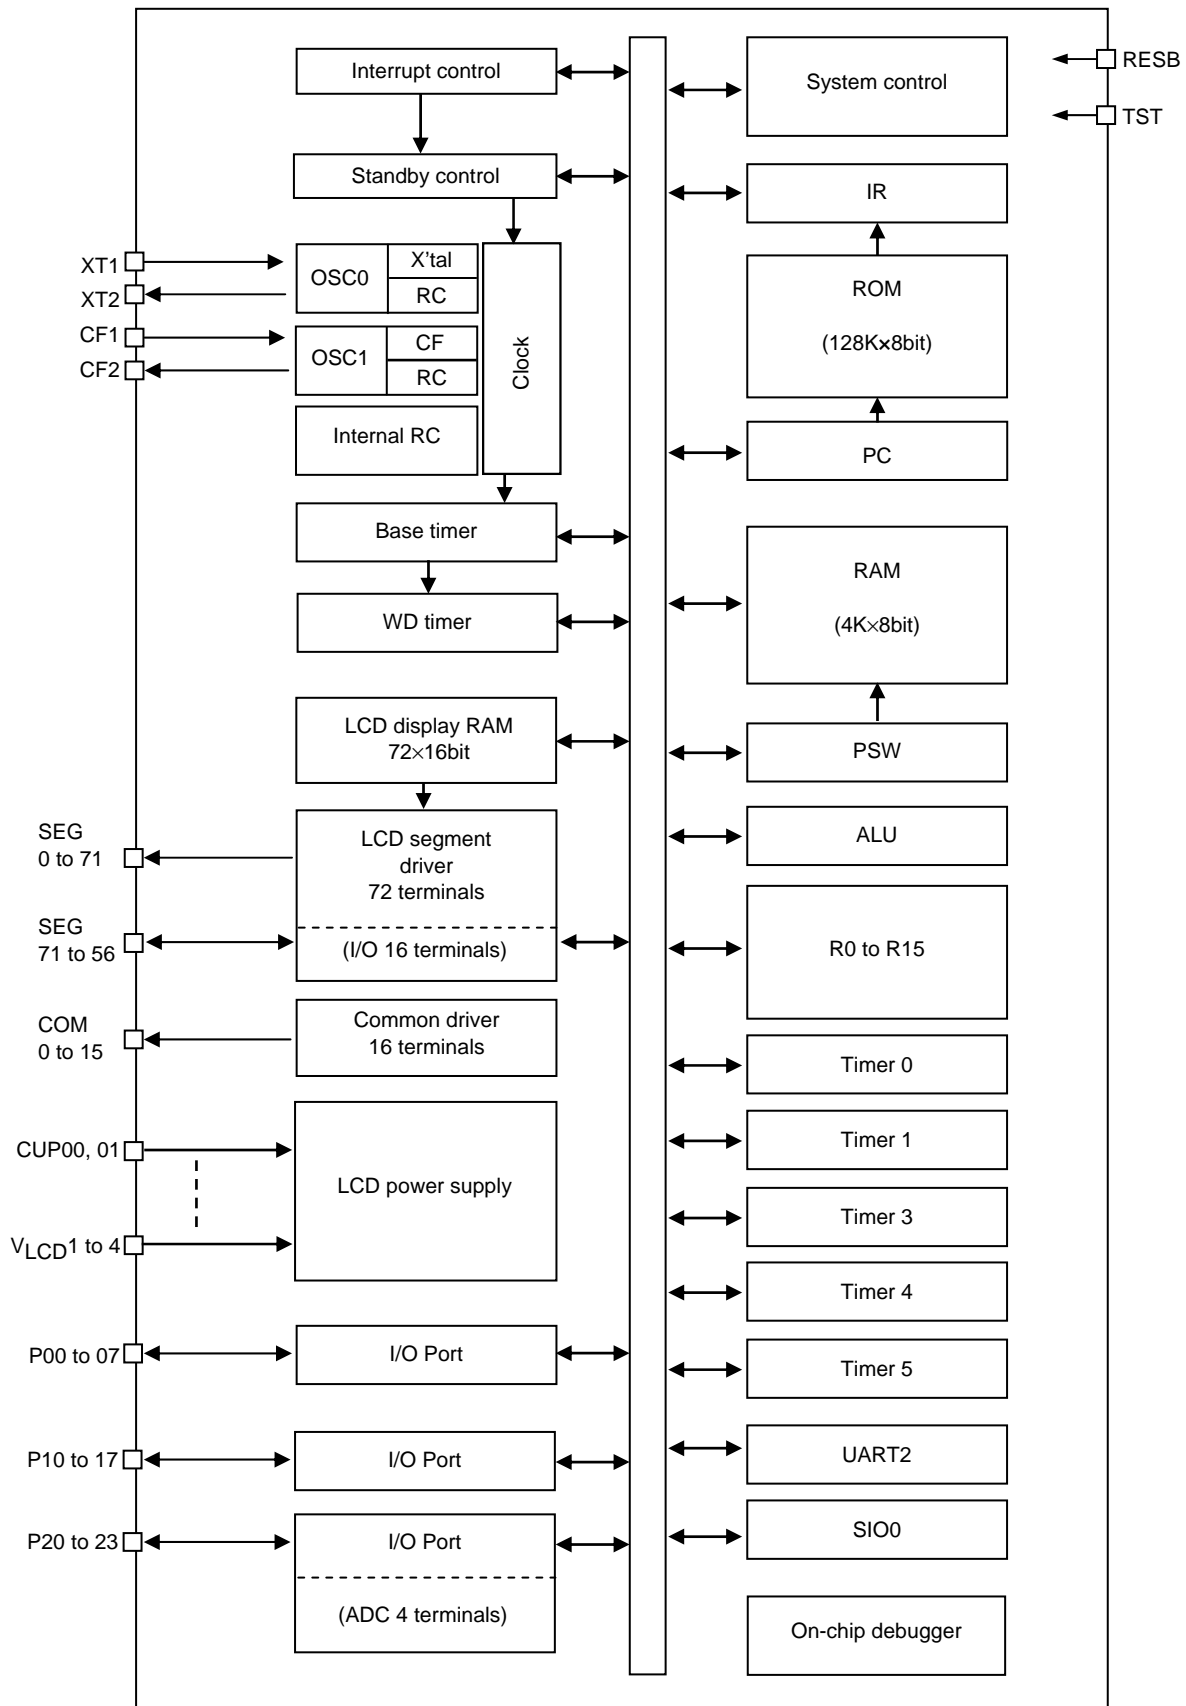 Interrupt control
System control
RESB
TST
Standby control
IR
XT1
XT2
CF1
CF2
OSC0
X'tal
RC
OSC1
CF
RC
Internal RC
Clock
ROM
(128K×8bit)
PC
Base timer
WD timer
RAM
(4K×8bit)
LCD display RAM
72×16bit
PSW
SEG
0 to 71
LCD segment
driver
72 terminals
ALU
SEG
71 to 56
(I/O 16 terminals)
R0 to R15
COM
0 to 15
Common driver
16 terminals
Timer 0
CUP00, 01
Timer 1
LCD power supply
Timer 3
VLCD1 to 4
Timer 4
P00 to 07
I/O Port
Timer 5
P10 to 17
I/O Port
UART2
P20 to 23
I/O Port
SIO0
(ADC 4 terminals)
On-chip debugger